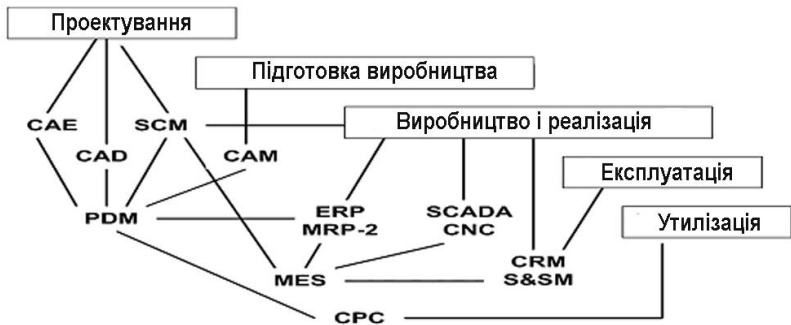 Проектування
Підготовка виробництва
CAE
SCM
Виробництво і реалізація
CAD
CAM
Експлуатація
PDM
ERP
MRP-2
SCADA
CNC
Утилізація
MES
CRM
S&SM
CPC